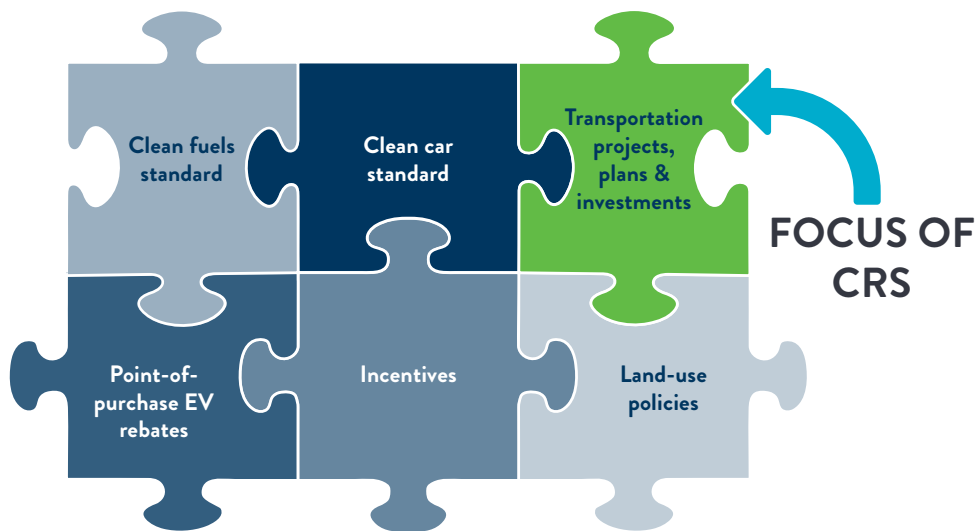 Clean fuels
standard
Clean car
standard
Transportation
projects,
plans &
investments
FOCUS OF
CRS
Point-of-
purchase EV
rebates
Incentives
Land-use
policies